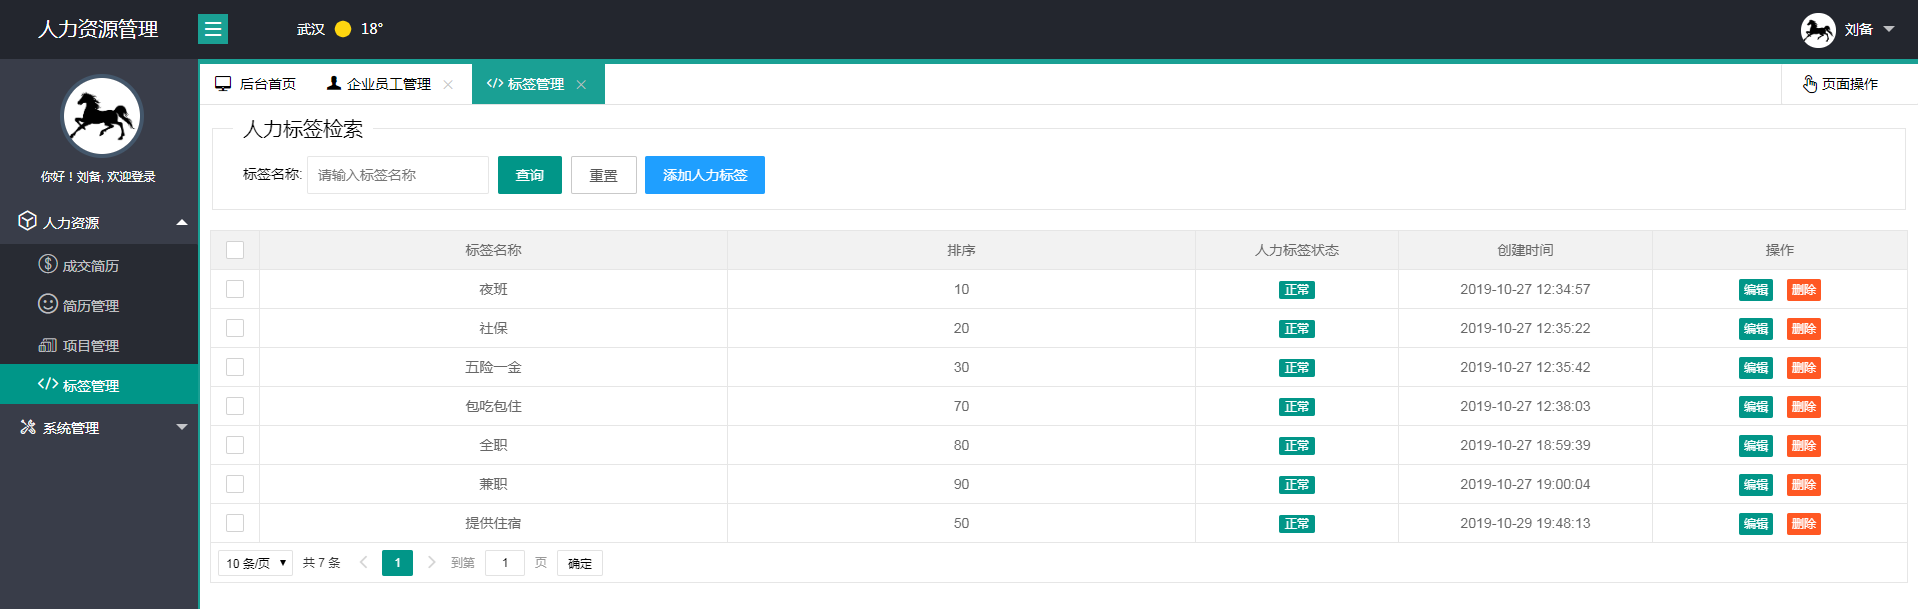 人力资源管理
武汉 18°
刘备
后台首页 企业员工管理 标签管理 页面操作
你好！刘备, 欢迎登录
人力资源
成交简历
简历管理
项目管理
标签管理
系统管理
人力标签检索
标签名称: 请输入标签名称 查询 重置 添加人力标签
标签名称 排序 人力标签状态 创建时间 操作
夜班 10 正常 2019-10-27 12:34:57 编辑 删除
社保 20 正常 2019-10-27 12:35:22 编辑 删除
五险一金 30 正常 2019-10-27 12:35:42 编辑 删除
包吃包住 70 正常 2019-10-27 12:38:03 编辑 删除
全职 80 正常 2019-10-27 18:59:39 编辑 删除
兼职 90 正常 2019-10-27 19:00:04 编辑 删除
提供住宿 50 正常 2019-10-29 19:48:13 编辑 删除
10 条/页 共 7 条 1 到第 1 页 确定